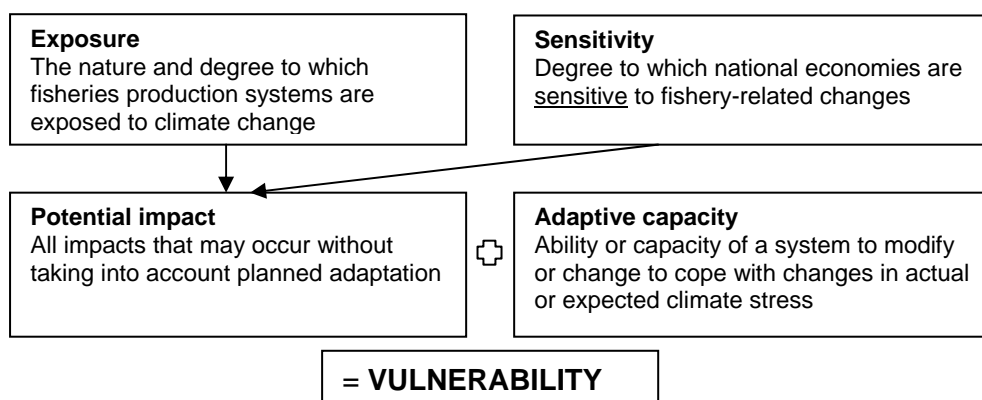 Exposure
The nature and degree to which
fisheries production systems are
exposed to climate change
Sensitivity
Degree to which national economies are
sensitive to fishery-related changes
Potential impact
All impacts that may occur without
taking into account planned adaptation
Adaptive capacity
Ability or capacity of a system to modify
or change to cope with changes in actual
or expected climate stress
= VULNERABILITY